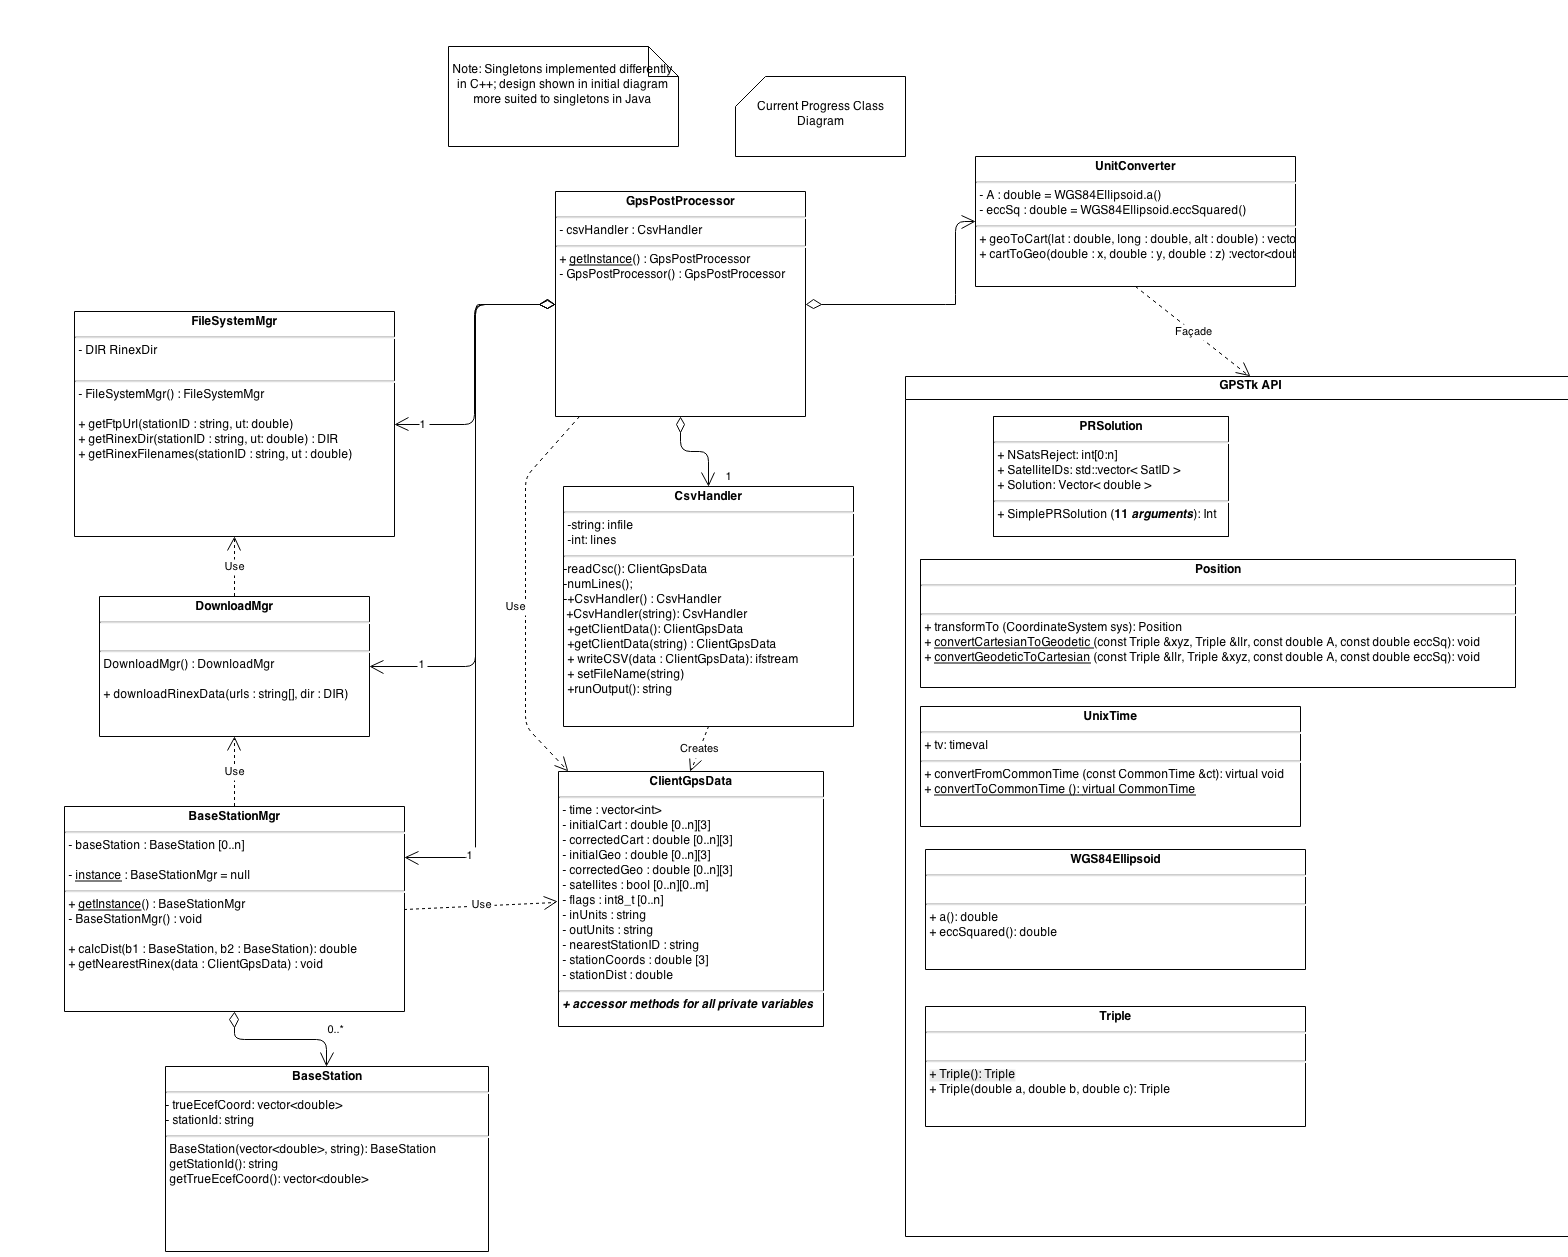 Note: Singletons implemented differently
in C++; design shown in initial diagram
more suited to singletons in Java
Current Progress Class
Diagram
UnitConverter
- A : double = WGS84Ellipsoid.a()
- eccSq : double = WGS84Ellipsoid.eccSquared()
+ geoToCart(lat : double, long : double, alt : double) : vecto
+ cartToGeo(double : x, double : y, double : z) :vector<doub
GpsPostProcessor
- csvHandler : CsvHandler
+ getInstance() : GpsPostProcessor
- GpsPostProcessor() : GpsPostProcessor
Façade
FileSystemMgr
- DIR RinexDir
- FileSystemMgr() : FileSystemMgr
+ getFtpUrl(stationID : string, ut: double)
+ getRinexDir(stationID : string, ut: double) : DIR
+ getRinexFilenames(stationID : string, ut : double)
1
Use
DownloadMgr
DownloadMgr() : DownloadMgr
+ downloadRinexData(urls : string[], dir : DIR)
1
Use
BaseStationMgr
- baseStation : BaseStation [0..n]
- instance : BaseStationMgr = null
+ getInstance() : BaseStationMgr
- BaseStationMgr() : void
+ calcDist(b1 : BaseStation, b2 : BaseStation): double
+ getNearestRinex(data : ClientGpsData) : void
1
Use
0..*
BaseStation
- trueEcefCoord: vector<double>
- stationId: string
BaseStation(vector<double>, string): BaseStation
getStationId(): string
getTrueEcefCoord(): vector<double>
Use
1
CsvHandler
-string: infile
-int: lines
-readCsc(): ClientGpsData
-numLines();
-+CsvHandler() : CsvHandler
+CsvHandler(string): CsvHandler
+getClientData(): ClientGpsData
+getClientData(string) : ClientGpsData
+ writeCSV(data : ClientGpsData): ifstream
+ setFileName(string)
+runOutput(): string
Creates
ClientGpsData
- time : vector<int>
- initialCart : double [0..n][3]
- correctedCart : double [0..n][3]
- initialGeo : double [0..n][3]
- correctedGeo : double [0..n][3]
- satellites : bool [0..n][0..m]
- flags : int8_t [0..n]
- inUnits : string
- outUnits : string
- nearestStationID : string
- stationCoords : double [3]
- stationDist : double
+ accessor methods for all private variables
GPSTk API
PRSolution
+ NSatsReject: int[0:n]
+ SatelliteIDs: std::vector< SatID >
+ Solution: Vector< double >
+ SimplePRSolution (11 arguments): Int
Position
+ transformTo (CoordinateSystem sys): Position
+ convertCartesianToGeodetic (const Triple &xyz, Triple &llr, const double A, const double eccSq): void
+ convertGeodeticToCartesian (const Triple &llr, Triple &xyz, const double A, const double eccSq): void
UnixTime
+ tv: timeval
+ convertFromCommonTime (const CommonTime &ct): virtual void
+ convertToCommonTime (): virtual CommonTime
WGS84Ellipsoid
+ a(): double
+ eccSquared(): double
Triple
+ Triple(): Triple
+ Triple(double a, double b, double c): Triple